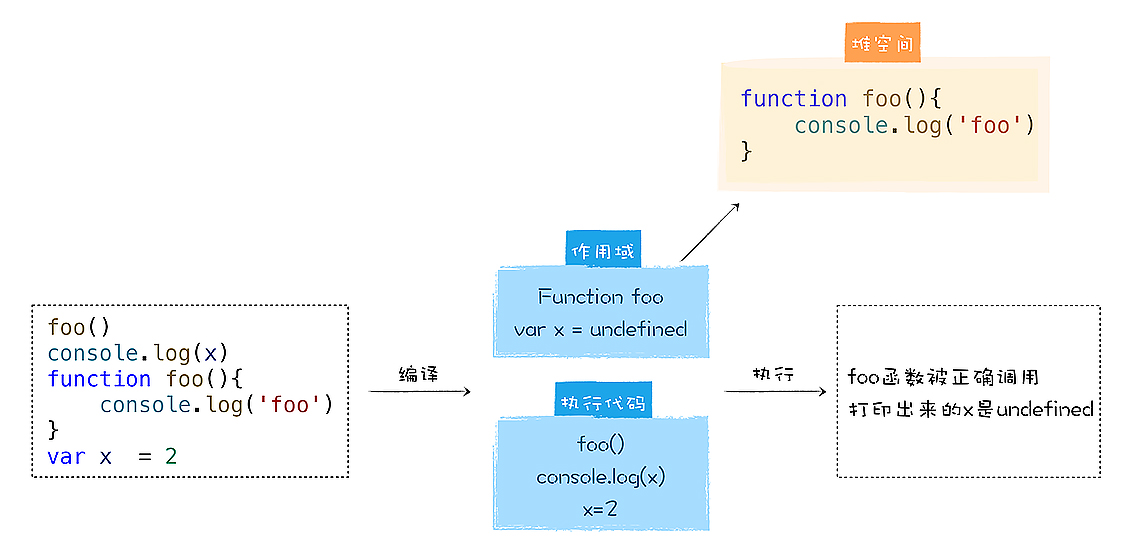 堆空间
function foo(){
    console.log('foo')
}
作用域
Function foo
var x = undefined
foo()
console.log(x)
function foo(){
    console.log('foo')
}
var x  = 2
编译
执行代码
foo()
console.log(x)
x=2
执行
foo函数被正确调用
打印出来的x是undefined